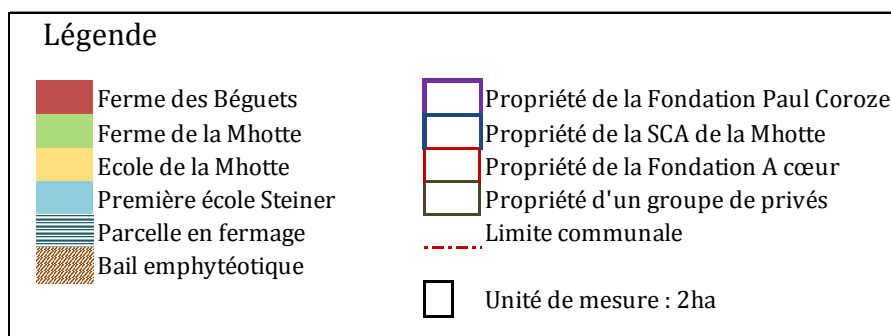 Légende
Ferme des Béguets
Ferme de la Mhotte
Ecole de la Mhotte
Première école Steiner
Parcelle en fermage
Bail emphytéotique
Propriété de la Fondation Paul Coroze
Propriété de la SCA de la Mhotte
Propriété de la Fondation A cœur
Propriété d'un groupe de privés
Limite communale
Unité de mesure : 2ha